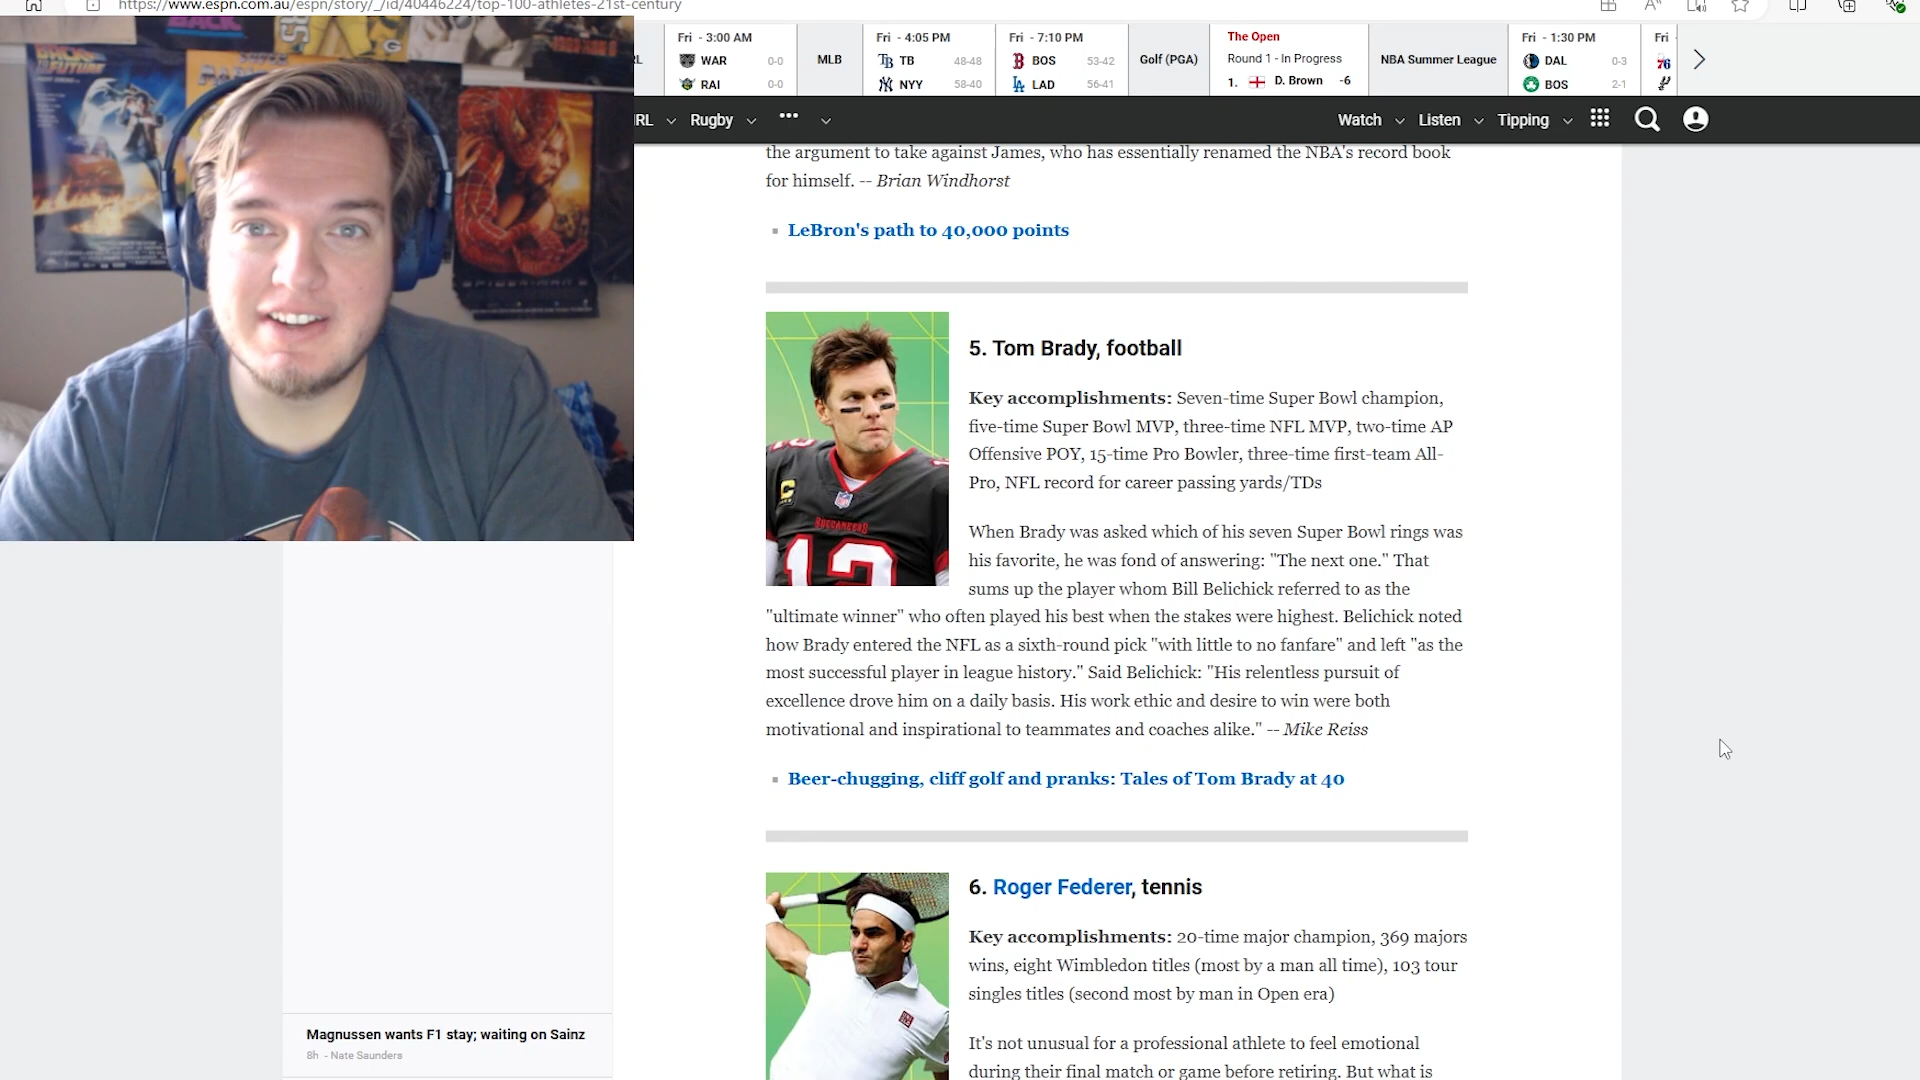 https://www.espn.com.au/espn/story/_/id/40446224/top-100-athletes-21st-century
Fri - 3:00 AM
WAR 0-0
RAI 0-0
MLB
Fri - 4:05 PM
TB 48-48
NYY 58-40
Fri - 7:10 PM
BOS 53-42
LAD 56-41
Golf (PGA)
The Open
Round 1 - In Progress
1. D. Brown -6
NBA Summer League
Fri - 1:30 PM
DAL 0-3
BOS 2-1
Fri
76
Rugby
Watch
Listen
Tipping
BACK
FUTURE
the argument to take against James, who has essentially renamed the NBA's record book
for himself. -- Brian Windhorst
LeBron's path to 40,000 points
5. Tom Brady, football
Key accomplishments: Seven-time Super Bowl champion,
five-time Super Bowl MVP, three-time NFL MVP, two-time AP
Offensive POY, 15-time Pro Bowler, three-time first-team All-
Pro, NFL record for career passing yards/TDs
When Brady was asked which of his seven Super Bowl rings was
his favorite, he was fond of answering: "The next one." That
sums up the player whom Bill Belichick referred to as the
"ultimate winner" who often played his best when the stakes were highest. Belichick noted
how Brady entered the NFL as a sixth-round pick "with little to no fanfare" and left "as the
most successful player in league history." Said Belichick: "His relentless pursuit of
excellence drove him on a daily basis. His work ethic and desire to win were both
motivational and inspirational to teammates and coaches alike." -- Mike Reiss
BUCCANEERS
12
Beer-chugging, cliff golf and pranks: Tales of Tom Brady at 40
6. Roger Federer, tennis
Key accomplishments: 20-time major champion, 369 majors
wins, eight Wimbledon titles (most by a man all time), 103 tour
singles titles (second most by man in Open era)
It's not unusual for a professional athlete to feel emotional
during their final match or game before retiring. But what is
Magnussen wants F1 stay; waiting on Sainz
8h - Nate Saunders